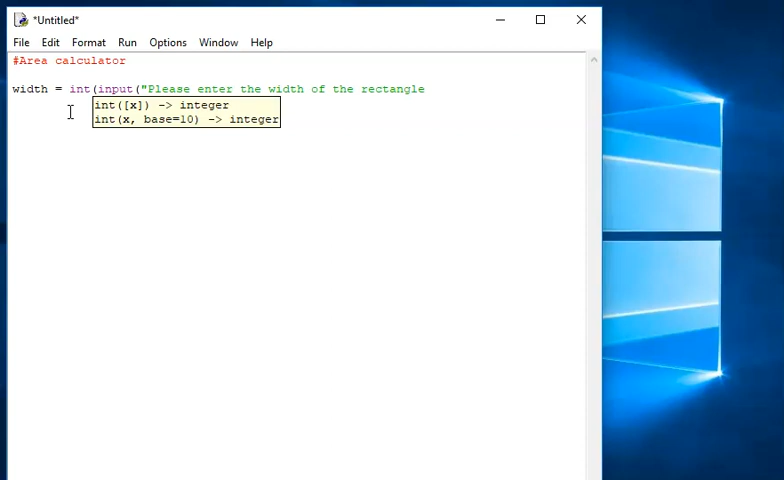 *Untitled*
File Edit Format Run Options Window Help
#Area calculator
width = int(input("Please enter the width of the rectangle
int([x]) -> integer
int(x, base=10) -> integer